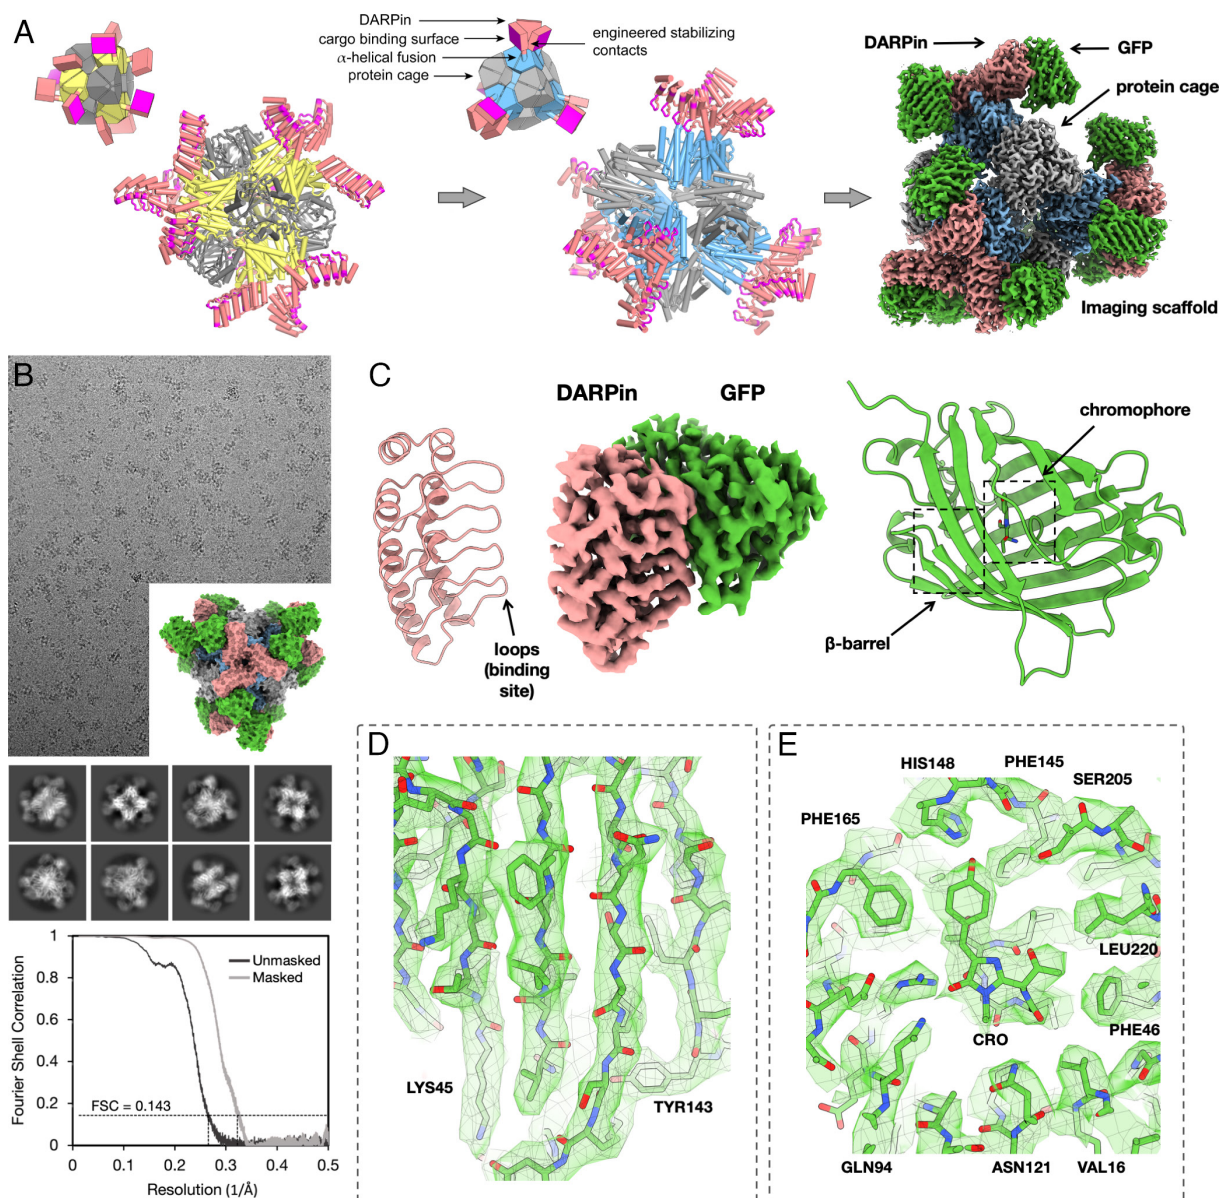 A
DARPin
cargo binding surface
α-helical fusion
protein cage
engineered stabilizing
contacts
DARPin
GFP
protein cage
Imaging scaffold
B
Unmasked
Masked
FSC = 0.143
Fourier Shell Correlation
1
0.8
0.6
0.4
0.2
0
0
0.1
0.2
0.3
0.4
0.5
Resolution (1/Å)
C
DARPin
GFP
loops
(binding
site)
chromophore
β-barrel
D
LYS45
TYR143
E
HIS148
PHE145
SER205
PHE165
LEU220
PHE46
CRO
GLN94
ASN121
VAL16